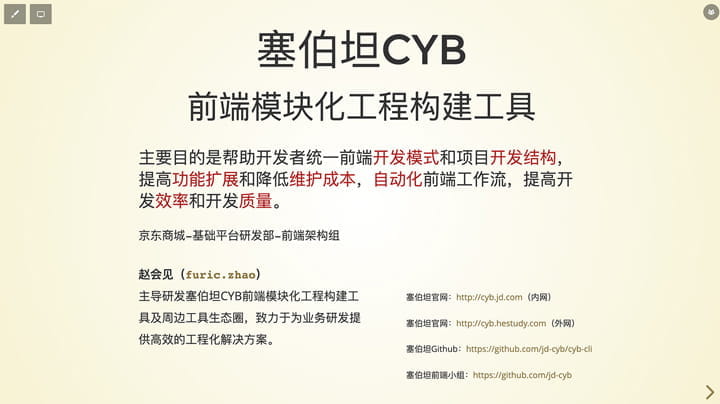 塞伯坦CYB
前端模块化工程构建工具
主要目的是帮助开发者统一前端开发模式和项目开发结构，
提高功能扩展和降低维护成本，自动化前端工作流，提高开
发效率和开发质量。
京东商城-基础平台研发部-前端架构组
赵会见（furic.zhao）
主导研发塞伯坦CYB前端模块化工程构建工
具及周边工具生态圈，致力于为业务研发提
供高效的工程化解决方案。
塞伯坦官网：http://cyb.jd.com（内网）
塞伯坦官网：http://cyb.hestudy.com（外网）
塞伯坦Github：https://github.com/jd-cyb/cyb-cli
塞伯坦前端小组：https://github.com/jd-cyb